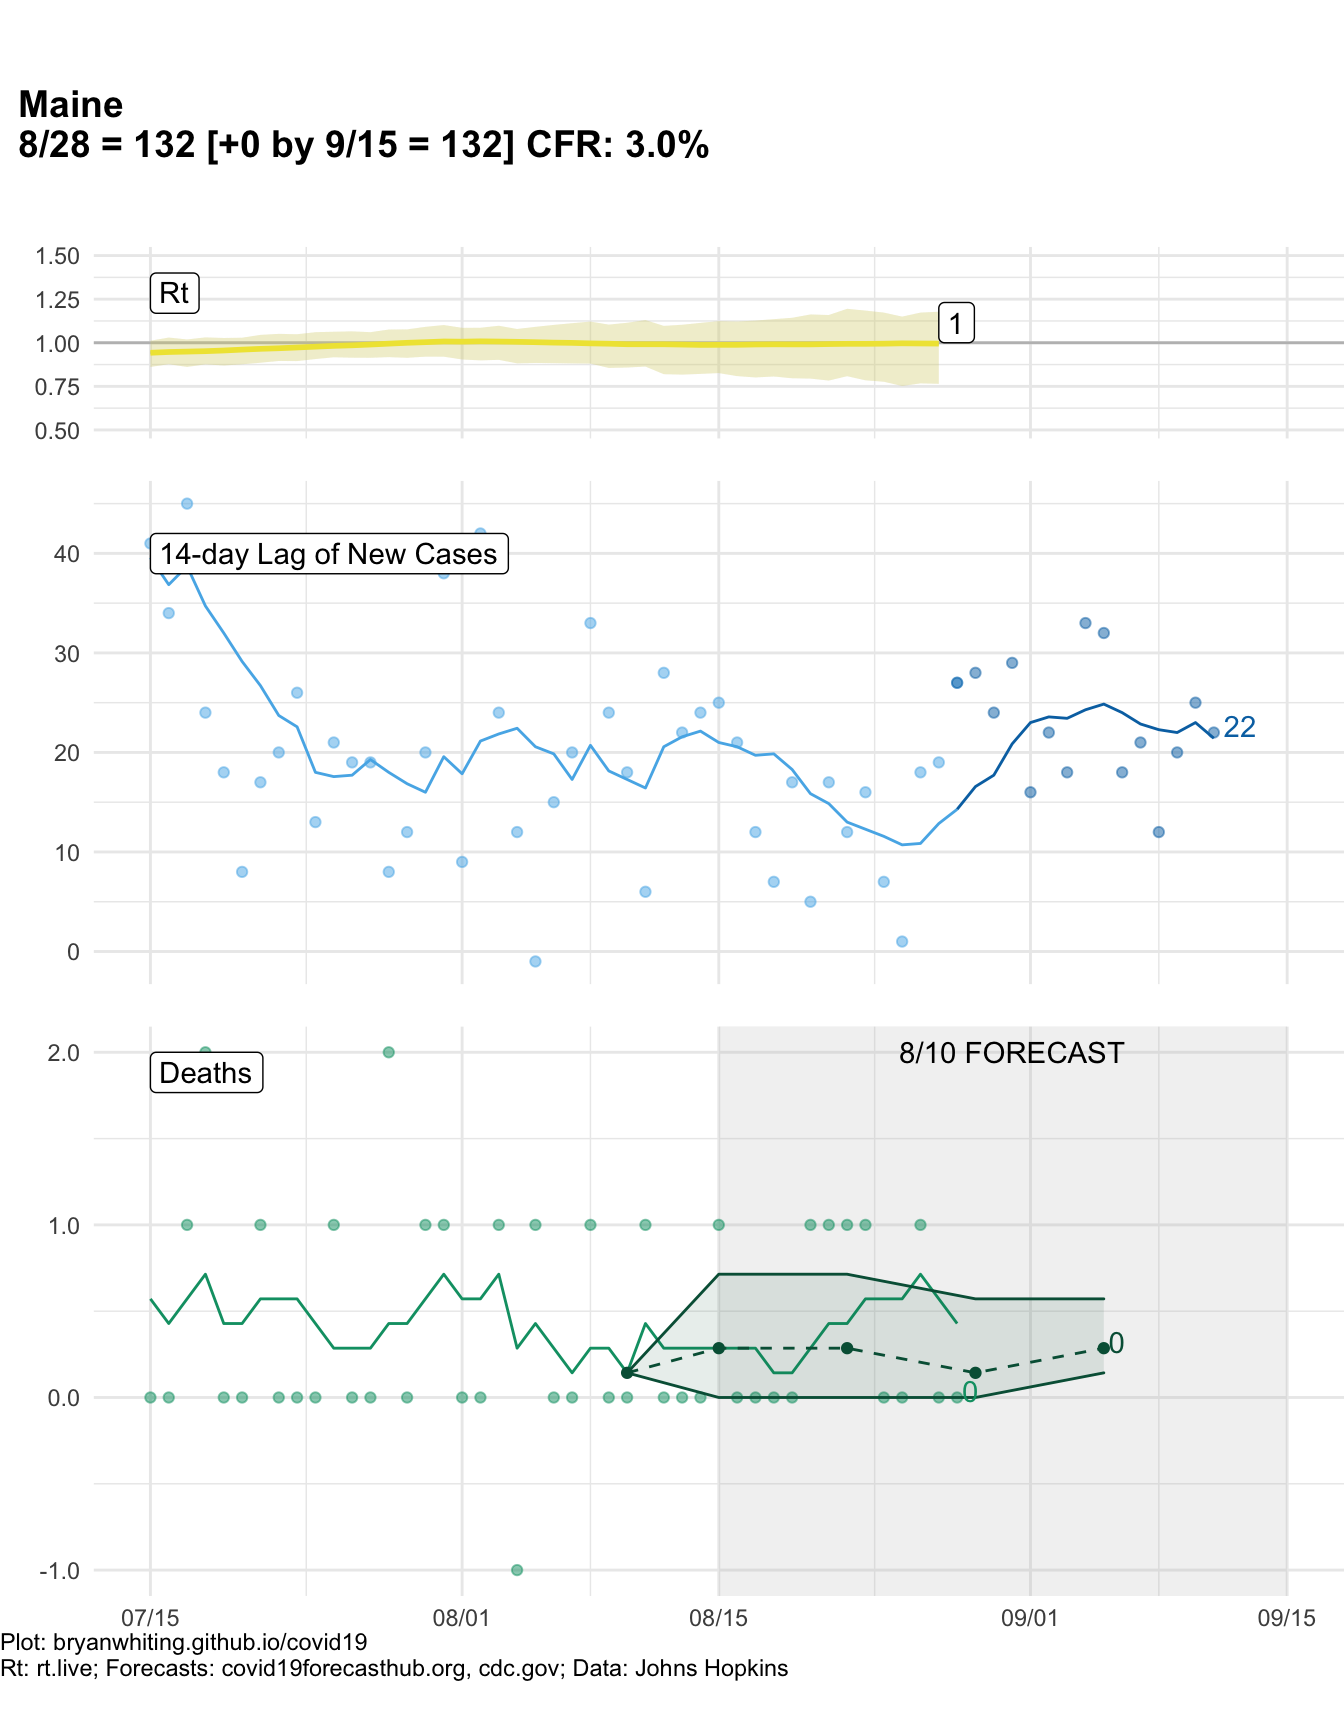 Maine
8/28 = 132 [+0 by 9/15 = 132] CFR: 3.0%
1.50
1.25
1.00
0.75
0.50
Rt
1
40
30
20
10
0
14-day Lag of New Cases
22
2.0
1.0
0.0
-1.0
Deaths
8/10 FORECAST
0
0
07/15
08/01
08/15
09/01
09/15
Plot: bryanwhiting.github.io/covid19
Rt: rt.live; Forecasts: covid19forecasthub.org, cdc.gov; Data: Johns Hopkins